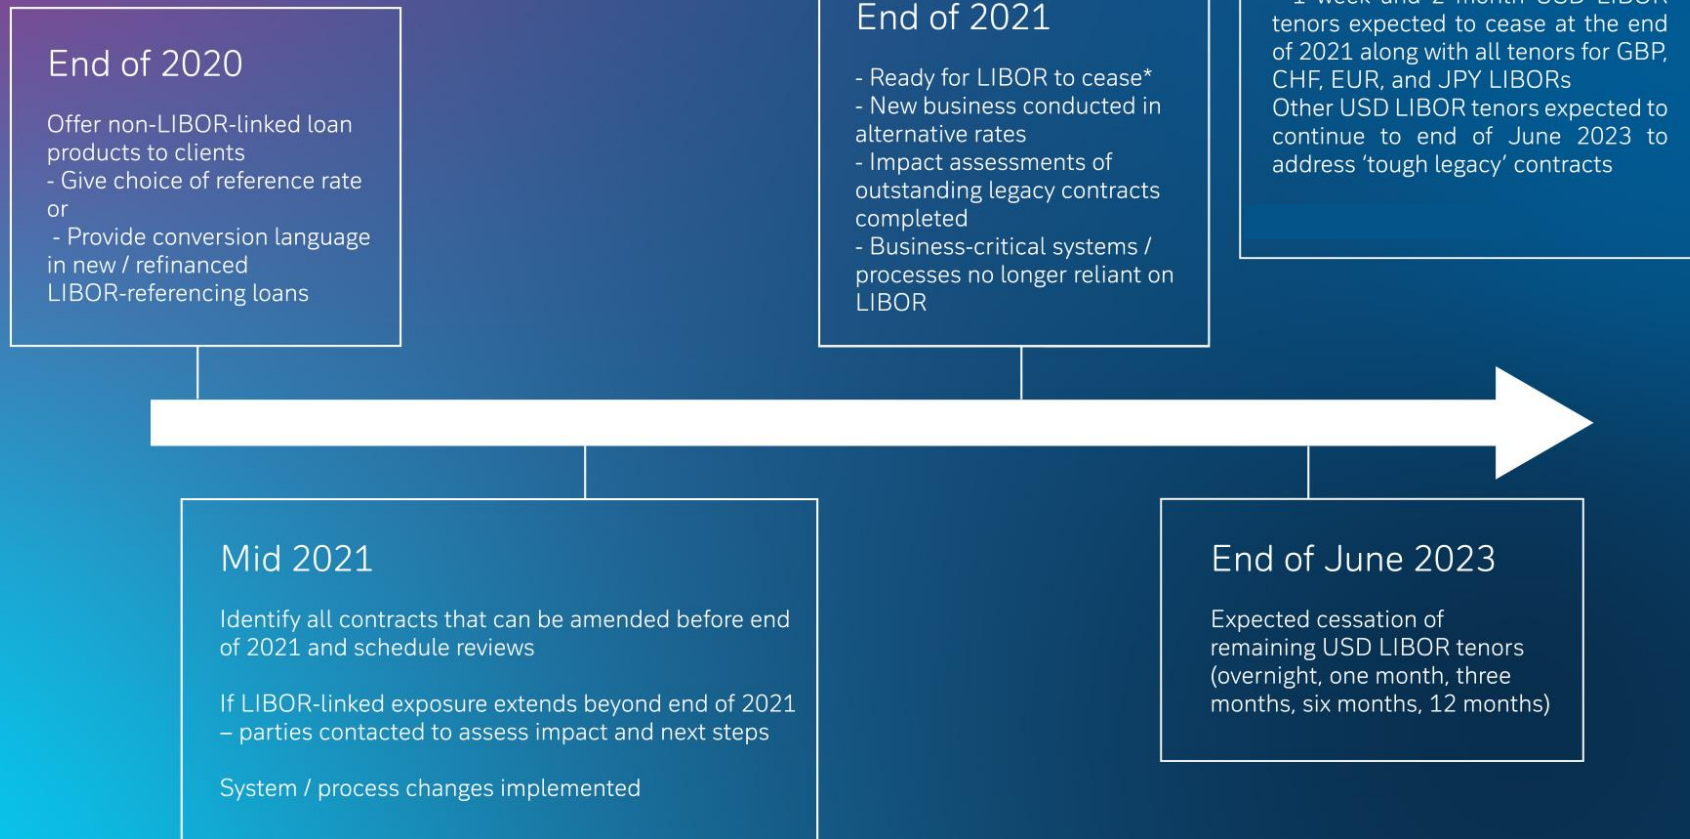 End of 2020
Offer non-LIBOR-linked loan
products to clients
- Give choice of reference rate
or
- Provide conversion language
in new / refinanced
LIBOR-referencing loans
End of 2021
- Ready for LIBOR to cease*
- New business conducted in
alternative rates
- Impact assessments of
outstanding legacy contracts
completed
- Business-critical systems /
processes no longer reliant on
LIBOR
1 week and 2 month USD LIBOR
tenors expected to cease at the end
of 2021 along with all tenors for GBP,
CHF, EUR, and JPY LIBORs
Other USD LIBOR tenors expected to
continue to end of June 2023 to
address ‘tough legacy’ contracts
Mid 2021
Identify all contracts that can be amended before end
of 2021 and schedule reviews
If LIBOR-linked exposure extends beyond end of 2021
– parties contacted to assess impact and next steps
System / process changes implemented
End of June 2023
Expected cessation of
remaining USD LIBOR tenors
(overnight, one month, three
months, six months, 12 months)